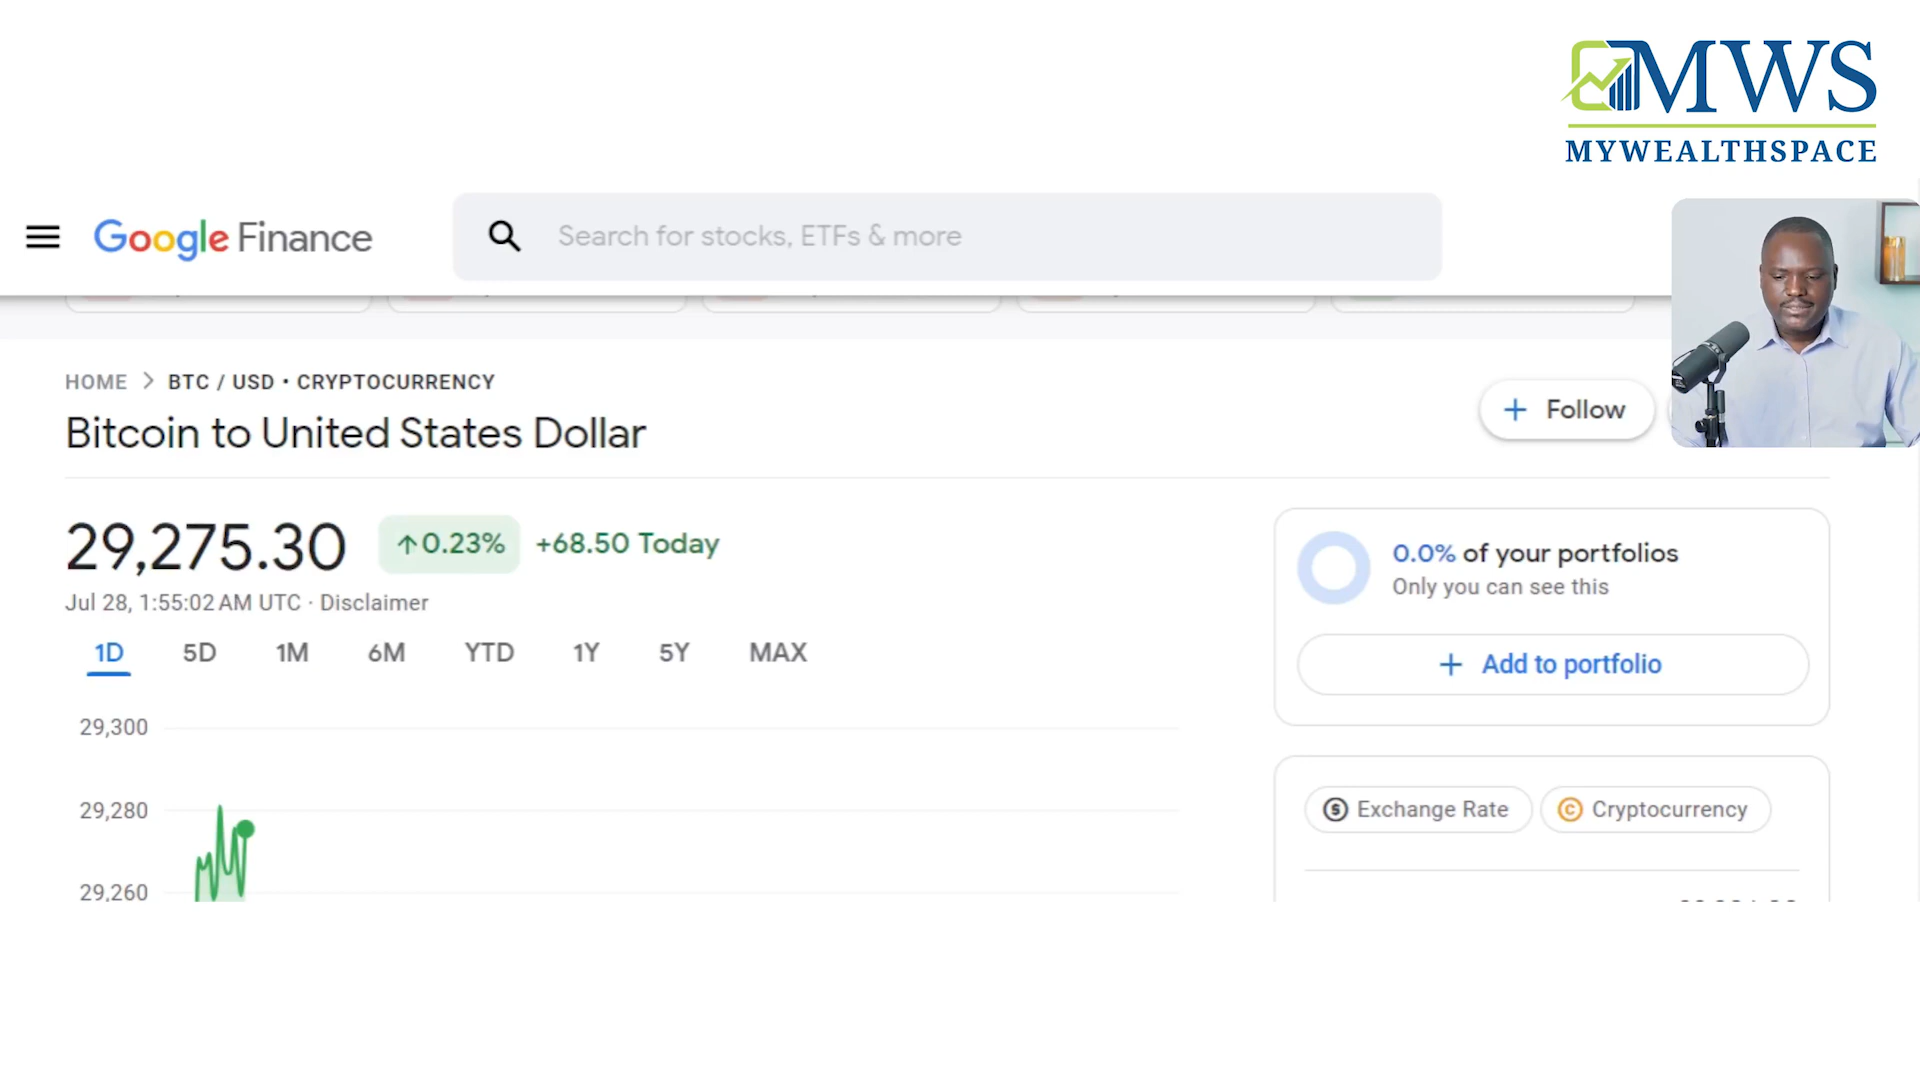 MWS
MYWEALTHSPACE
Google Finance
Search for stocks, ETFs & more
HOME > BTC / USD • CRYPTOCURRENCY
Bitcoin to United States Dollar
+ Follow
29,275.30 ↑0.23% +68.50 Today
Jul 28, 1:55:02 AM UTC · Disclaimer
1D 5D 1M 6M YTD 1Y 5Y MAX
29,300
29,280
29,260
0.0% of your portfolios
Only you can see this
+ Add to portfolio
Exchange Rate
Cryptocurrency